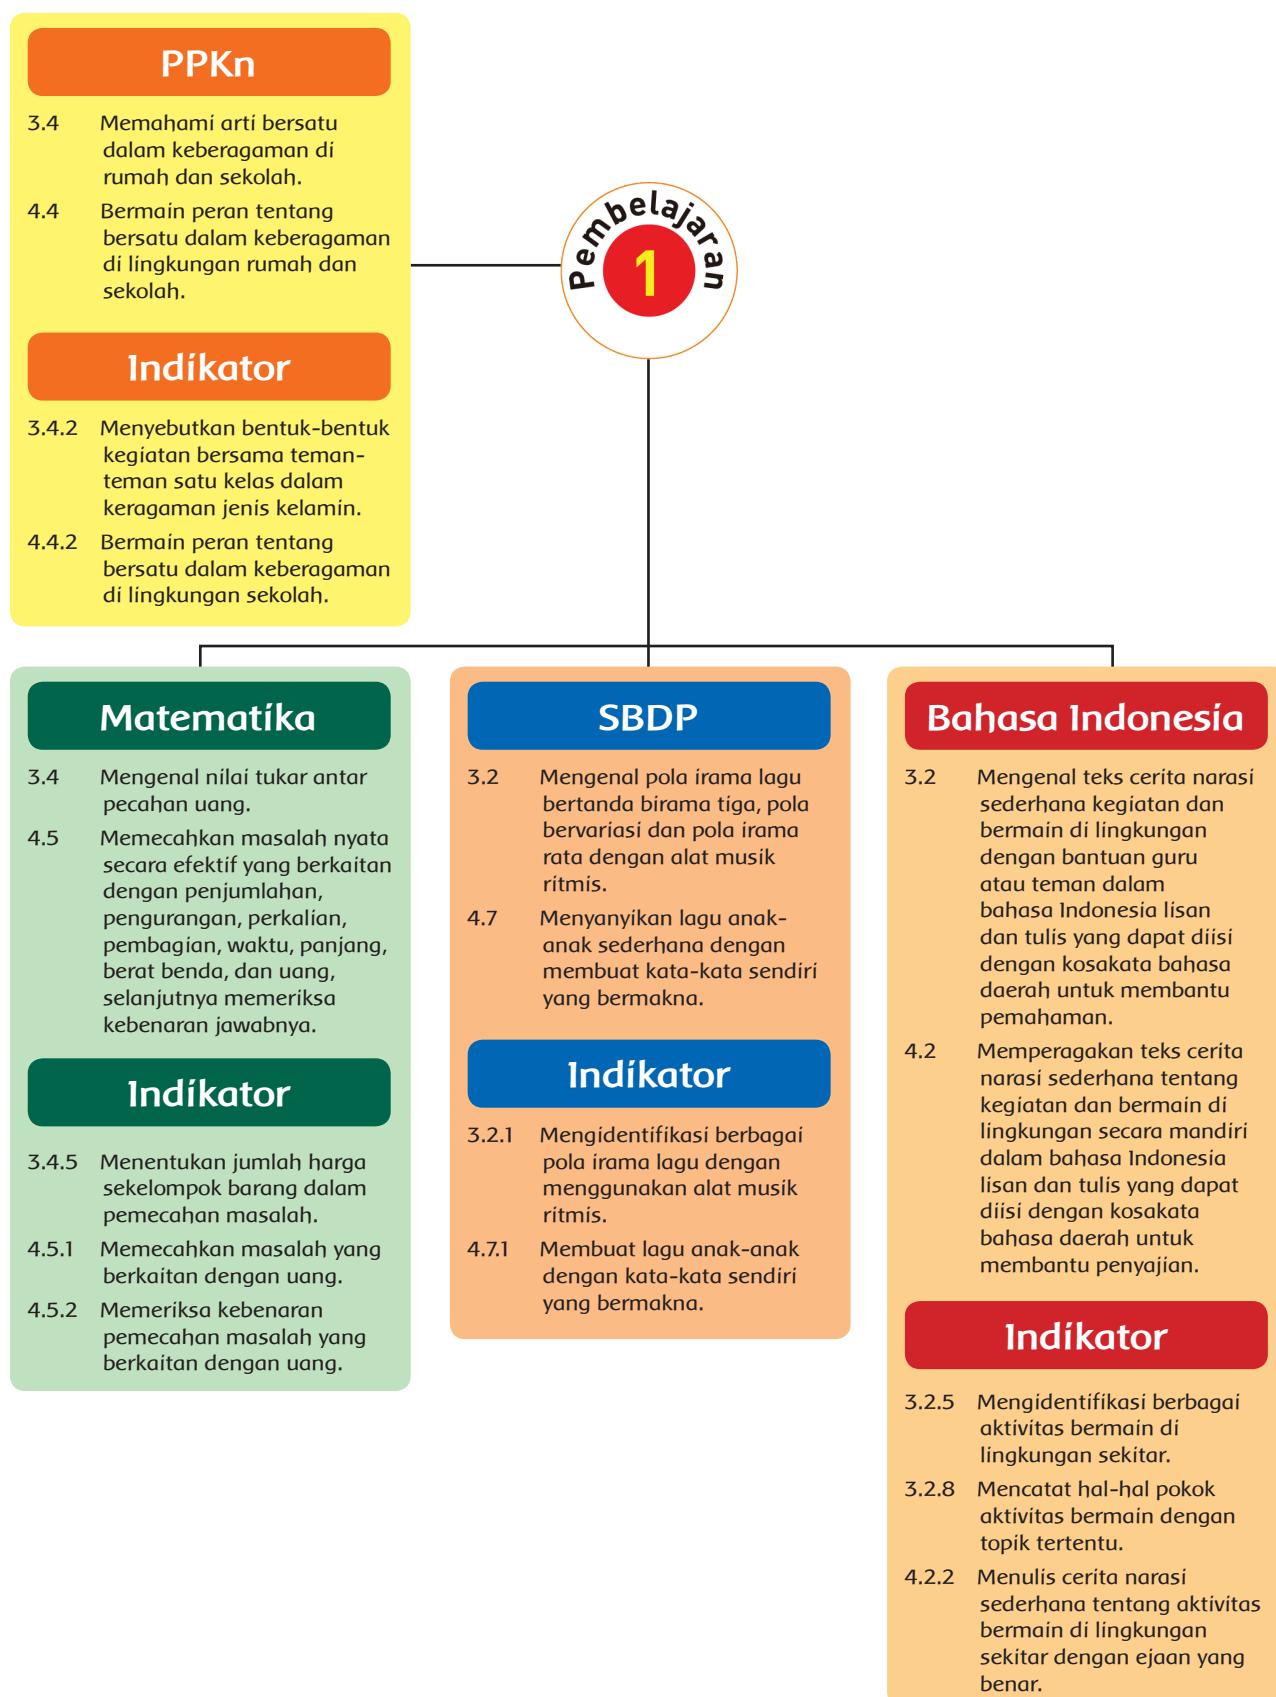 PPKn
3.4 Memahami arti bersatu
dalam keberagaman di
rumah dan sekolah.
4.4 Bermain peran tentang
bersatu dalam keberagaman
di lingkungan rumah dan
sekolah.
Indikator
3.4.2 Menyebutkan bentuk-bentuk
kegiatan bersama teman-
teman satu kelas dalam
keragaman jenis kelamin.
4.4.2 Bermain peran tentang
bersatu dalam keberagaman
di lingkungan sekolah.
Pembelajaran
1
Matematika
3.4 Mengenal nilai tukar antar
pecahan uang.
4.5 Memecahkan masalah nyata
secara efektif yang berkaitan
dengan penjumlahan,
pengurangan, perkalian,
pembagian, waktu, panjang,
berat benda, dan uang,
selanjutnya memeriksa
kebenaran jawabnya.
Indikator
3.4.5 Menentukan jumlah harga
sekelompok barang dalam
pemecahan masalah.
4.5.1 Memecahkan masalah yang
berkaitan dengan uang.
4.5.2 Memeriksa kebenaran
pemecahan masalah yang
berkaitan dengan uang.
SBDP
3.2 Mengenal pola irama lagu
bertanda birama tiga, pola
bervariasi dan pola irama
rata dengan alat musik
ritmis.
4.7 Menyanyikan lagu anak-
anak sederhana dengan
membuat kata-kata sendiri
yang bermakna.
Indikator
3.2.1 Mengidentifikasi berbagai
pola irama lagu dengan
menggunakan alat musik
ritmis.
4.7.1 Membuat lagu anak-anak
dengan kata-kata sendiri
yang bermakna.
Bahasa Indonesia
3.2 Mengenal teks cerita narasi
sederhana kegiatan dan
bermain di lingkungan
dengan bantuan guru
atau teman dalam
bahasa Indonesia lisan
dan tulis yang dapat diisi
dengan kosakata bahasa
daerah untuk membantu
pemahaman.
4.2 Memperagakan teks cerita
narasi sederhana tentang
kegiatan dan bermain di
lingkungan secara mandiri
dalam bahasa Indonesia
lisan dan tulis yang dapat
diisi dengan kosakata
bahasa daerah untuk
membantu penyajian.
Indikator
3.2.5 Mengidentifikasi berbagai
aktivitas bermain di
lingkungan sekitar.
3.2.8 Mencatat hal-hal pokok
aktivitas bermain dengan
topik tertentu.
4.2.2 Menulis cerita narasi
sederhana tentang aktivitas
bermain di lingkungan
sekitar dengan ejaan yang
benar.